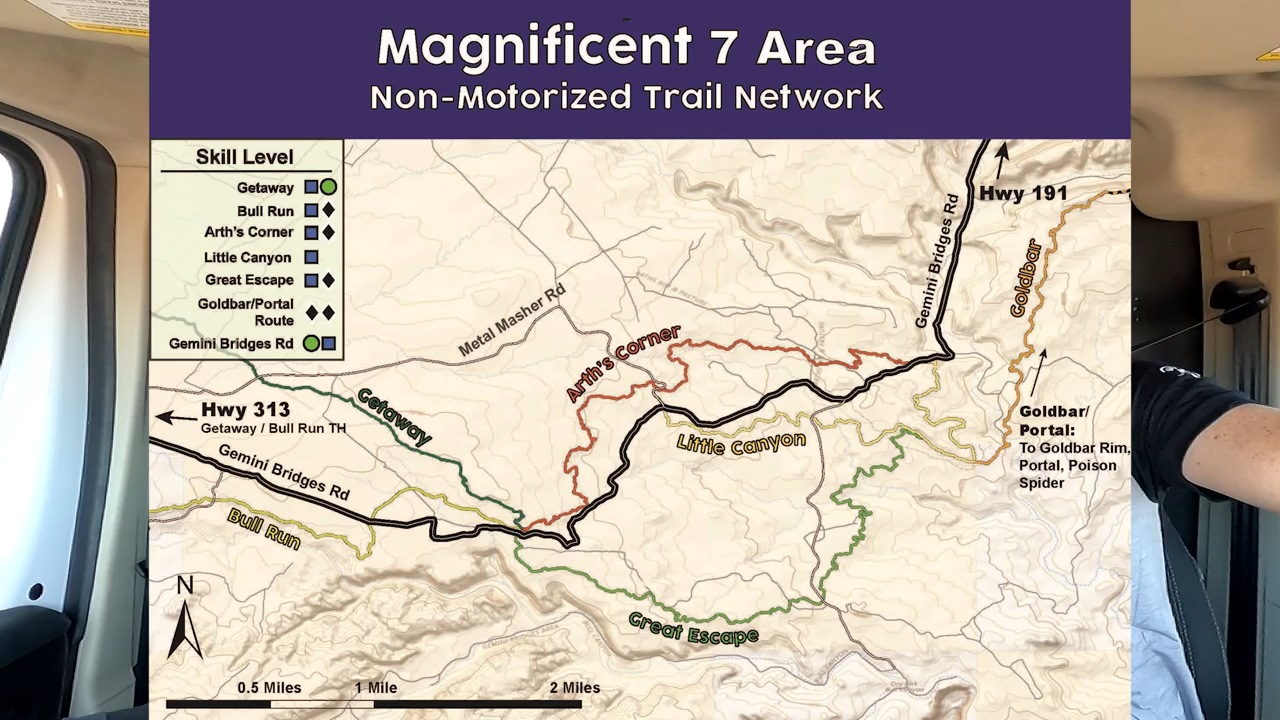 Magnificent 7 Area
Non-Motorized Trail Network
Skill Level
Getaway
Bull Run
Arth's Corner
Little Canyon
Great Escape
Goldbar/Portal
Route
Gemini Bridges Rd
Hwy 191
Gemini Bridges Rd
Goldbar
Metal Masher Rd
Arth's Corner
Hwy 313
Getaway / Bull Run TH
Getaway
Goldbar/
Portal:
To Goldbar Rim,
Portal, Poison
Spider
Little Canyon
Gemini Bridges Rd
Bull Run
N
Great Escape
0.5 Miles
1 Mile
2 Miles